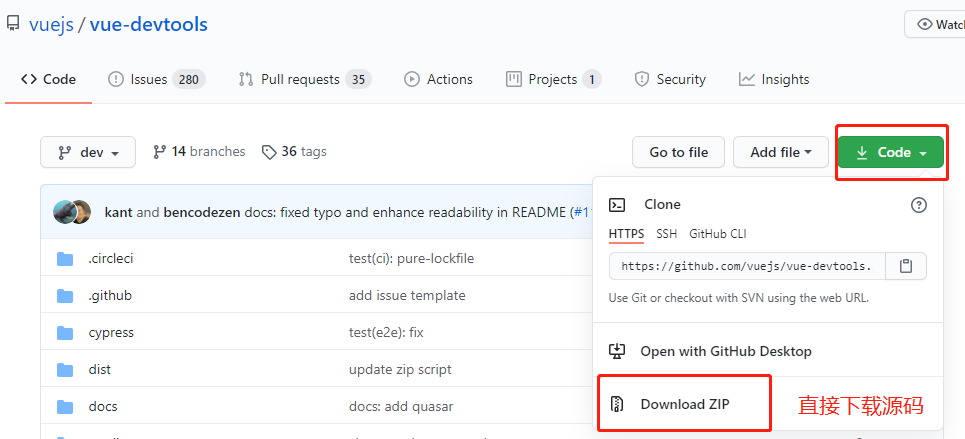 vuejs / vue-devtools
Watch
Code Issues 280 Pull requests 35 Actions Projects 1 Security Insights
dev 14 branches 36 tags Go to file Add file Code
kant and bencodezen docs: fixed typo and enhance readability in README (#1
Clone
HTTPS SSH GitHub CLI
https://github.com/vuejs/vue-devtools.
Use Git or checkout with SVN using the web URL.
Open with GitHub Desktop
Download ZIP 直接下载源码
.circleci test(ci): pure-lockfile
.github add issue template
cypress test(e2e): fix
dist update zip script
docs docs: add quasar